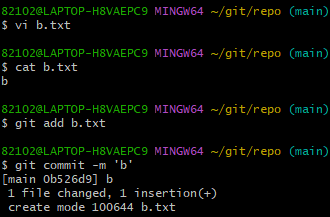 82102@LAPTOP-H8VAEPC9 MINGW64 ~/git/repo (main)
$ vi b.txt
82102@LAPTOP-H8VAEPC9 MINGW64 ~/git/repo (main)
$ cat b.txt
b
82102@LAPTOP-H8VAEPC9 MINGW64 ~/git/repo (main)
$ git add b.txt
82102@LAPTOP-H8VAEPC9 MINGW64 ~/git/repo (main)
$ git commit -m 'b'
[main 0b526d9] b
 1 file changed, 1 insertion(+)
 create mode 100644 b.txt